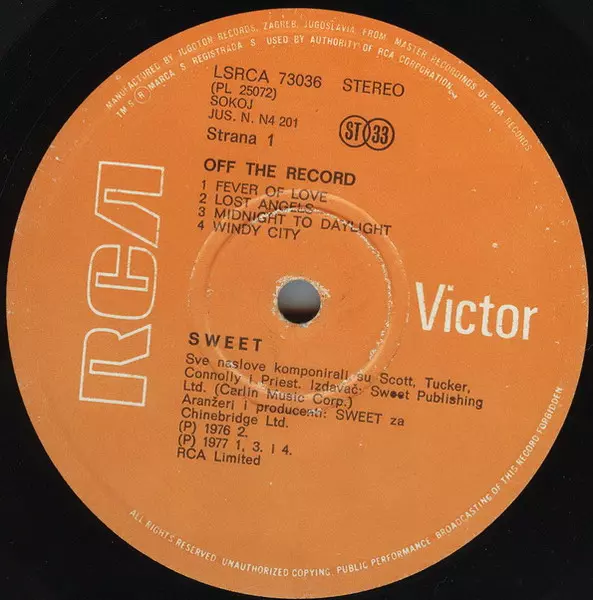 MANUFACTURED BY JUGOTON RECORDS, ZAGREB, JUGOSLAVIA, FROM MASTER RECORDINGS OF RCA RECORDS
TMS ® MARCA S REGISTRADA S USED BY AUTHORITY OF RCA CORPORATION
LSRCA 73036 STEREO
(PL 25072)
SOKOJ
JUS. N. N4 201
Strana 1
ST 33
OFF THE RECORD
1 FEVER OF LOVE
2 LOST ANGELS
3 MIDNIGHT TO DAYLIGHT
4 WINDY CITY
RCA
Victor
SWEET
Sve naslove komponirali su Scott, Tucker,
Connolly i Priest. Izdavač: Sweet Publishing
Ltd. (Carlin Music Corp.)
Aranžeri i producenti: SWEET za
Chinebridge Ltd.
(P) 1976 2.
(P) 1977 1, 3. i 4.
RCA Limited
ALL RIGHTS RESERVED. UNAUTHORIZED COPYING, PUBLIC PERFORMANCE, BROADCASTING OF THIS RECORD FORBIDDEN